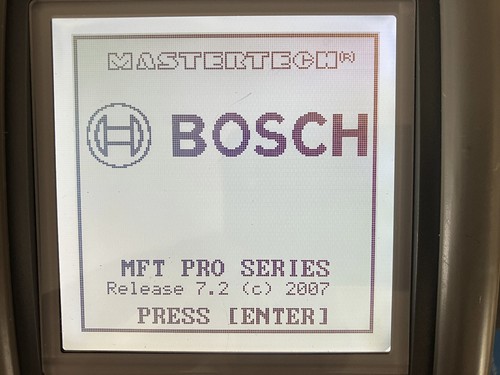 MASTERTECH(R)
BOSCH
MFT PRO SERIES
Release 7.2 (c) 2007
PRESS [ENTER]